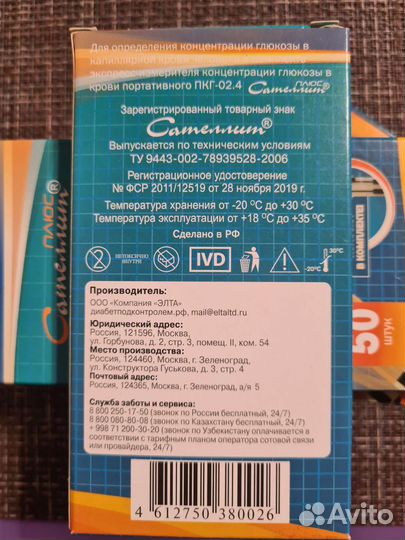 Для определения концентрации глюкозы в
капиллярной крови
экспресс-измерителя концентрации глюкозы в
крови портативного ПКГ-02.4 Сателлит® ПЛЮС
Зарегистрированный товарный знак
Сателлит®
Выпускается по техническим условиям
ТУ 9443-002-78939528-2006
Регистрационное удостоверение
№ ФСР 2011/12519 от 28 ноября 2019 г.
Температура хранения от -20 °С до +30 °С
Температура эксплуатации от +18 °С до +35 °С
Сделано в РФ
2
НЕТОКСИЧНО ВНУТРИ
IVD
-20°C
30°C
Производитель:
ООО «Компания «ЭЛТА»
диабетподконтролем.рф, mail@eltaltd.ru
Юридический адрес:
Россия, 121596, Москва,
ул. Горбунова, д. 2, стр. 3, помещ. II, ком. 54
Место производства:
Россия, 124460, Москва, г. Зеленоград,
ул. Конструктора Гуськова, д. 3, стр. 4
Почтовый адрес:
Россия, 124365, Москва, г. Зеленоград, а/я 5
Служба заботы и сервиса:
8 800 250-17-50 (звонок по России бесплатный, 24/7)
8 800 080-80-08 (звонок по Казахстану бесплатный, 24/7)
+ 998 71 200-30-20 (звонок по Узбекистану оплачивается в
соответствии с тарифным планом оператора сотовой связи
или провайдера, 24/7)
4 612750 380026
Сателлит® ПЛЮС
В КОМПЛЕКТЕ
50
ШТУК
Avito